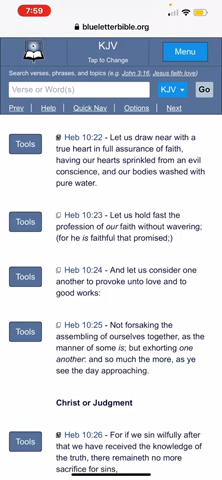 7:59
blueletterbible.org
KJV
Tap to Change
Menu
Search verses, phrases, and topics (e.g. John 3:16, Jesus faith love)
Verse or Word(s)
KJV
Go
Prev | Help | Quick Nav | Options | Next
Tools
Heb 10:22 - Let us draw near with a
true heart in full assurance of faith,
having our hearts sprinkled from an evil
conscience, and our bodies washed with
pure water.
Tools
Heb 10:23 - Let us hold fast the
profession of our faith without wavering;
(for he is faithful that promised;)
Tools
Heb 10:24 - And let us consider one
another to provoke unto love and to
good works:
Tools
Heb 10:25 - Not forsaking the
assembling of ourselves together, as the
manner of some is; but exhorting one
another: and so much the more, as ye
see the day approaching.
Christ or Judgment
Tools
Heb 10:26 - For if we sin wilfully after
that we have received the knowledge of
the truth, there remaineth no more
sacrifice for sins,